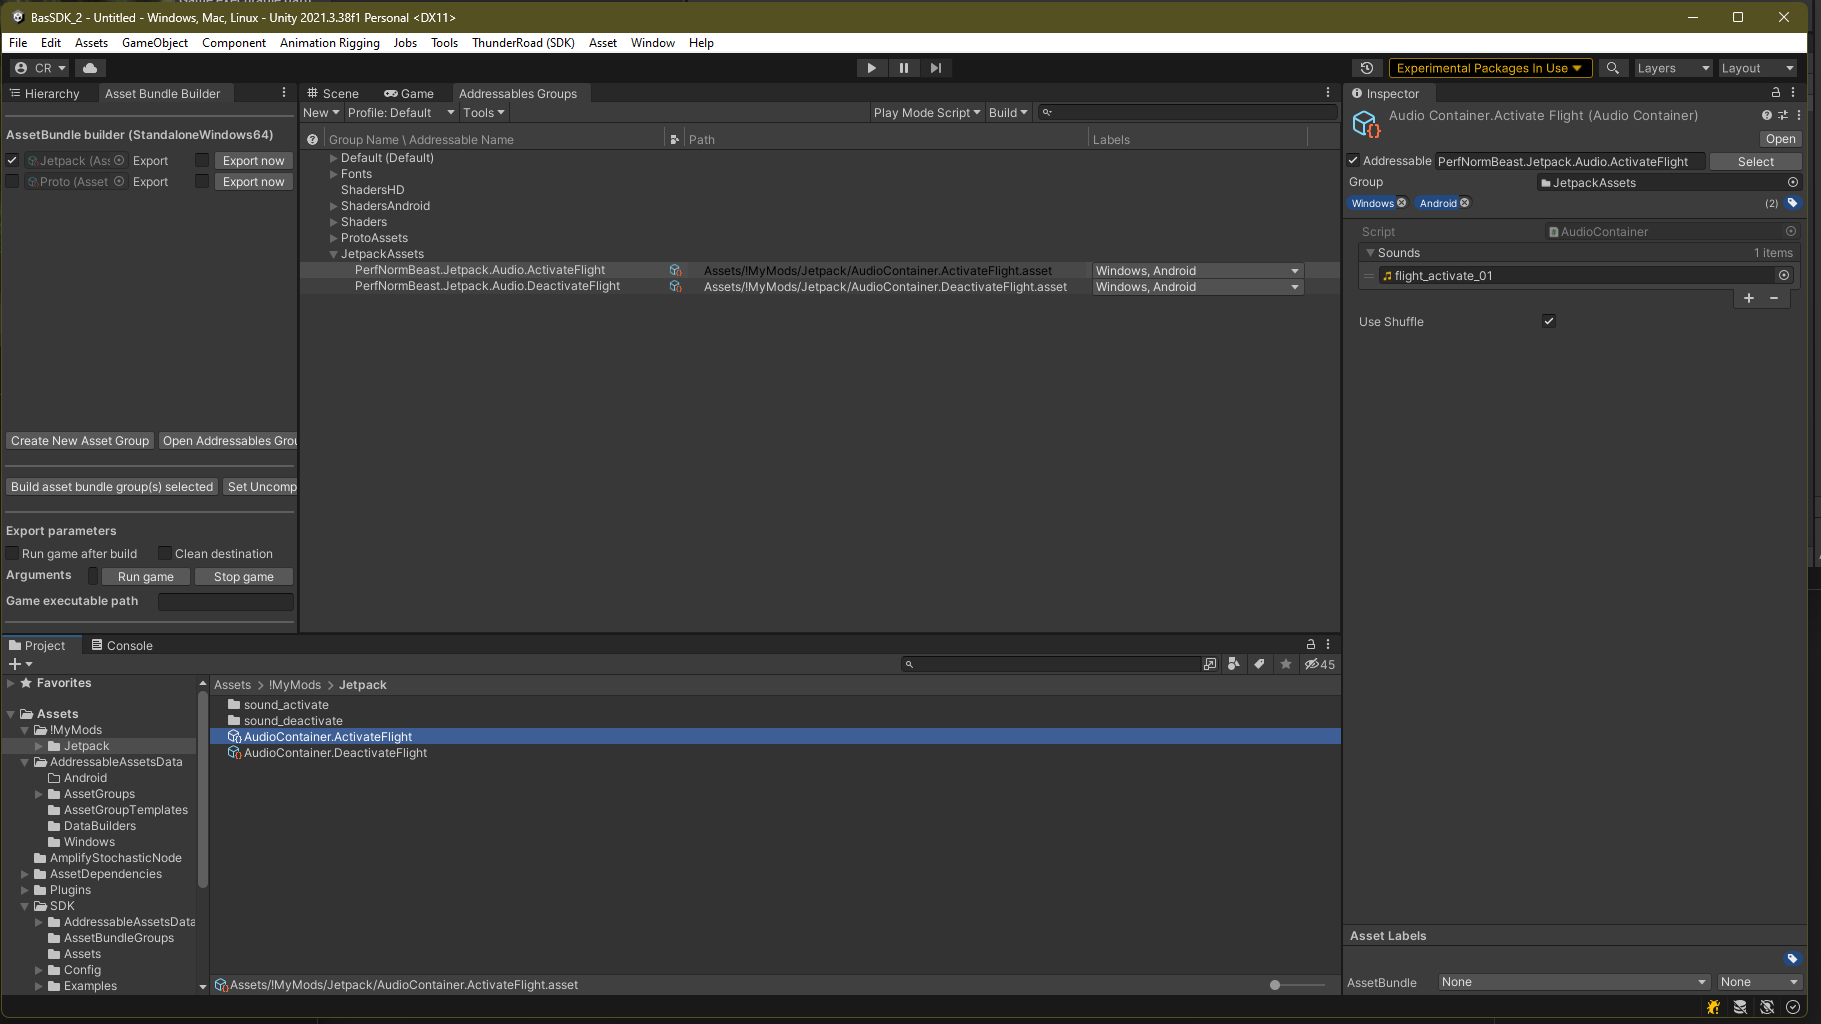 BasSDK_2 - Untitled - Windows, Mac, Linux - Unity 2021.3.38f1 Personal <DX11>
File Edit Assets GameObject Component Animation Rigging Jobs Tools ThunderRoad (SDK) Asset Window Help
CR
Experimental Packages In Use
Layers
Layout
Hierarchy
Asset Bundle Builder
AssetBundle builder (StandaloneWindows64)
Jetpack (Ass Export Export now
Proto (Asset Export Export now
Create New Asset Group Open Addressables Grou
Build asset bundle group(s) selected Set Uncomp
Export parameters
Run game after build Clean destination
Arguments Run game Stop game
Game executable path
Scene Game Addressables Groups
New Profile: Default Tools Play Mode Script Build
Group Name \ Addressable Name Path Labels
Default (Default)
Fonts
ShadersHD
ShadersAndroid
Shaders
ProtoAssets
JetpackAssets
PerfNormBeast.Jetpack.Audio.ActivateFlight Assets/!MyMods/Jetpack/AudioContainer.ActivateFlight.asset Windows, Android
PerfNormBeast.Jetpack.Audio.DeactivateFlight Assets/!MyMods/Jetpack/AudioContainer.DeactivateFlight.asset Windows, Android
Inspector
Audio Container.Activate Flight (Audio Container)
Open
Addressable PerfNormBeast.Jetpack.Audio.ActivateFlight Select
Group JetpackAssets
Windows Android (2)
Script AudioContainer
Sounds 1 items
flight_activate_01
+ −
Use Shuffle
Asset Labels
AssetBundle None None
Project Console
45
Favorites
Assets
!MyMods
Jetpack
AddressableAssetsData
Android
AssetGroups
AssetGroupTemplates
DataBuilders
Windows
AmplifyStochasticNode
AssetDependencies
Plugins
SDK
AddressableAssetsData
AssetBundleGroups
Assets
Config
Examples
Assets > !MyMods > Jetpack
sound_activate
sound_deactivate
AudioContainer.ActivateFlight
AudioContainer.DeactivateFlight
Assets/!MyMods/Jetpack/AudioContainer.ActivateFlight.asset